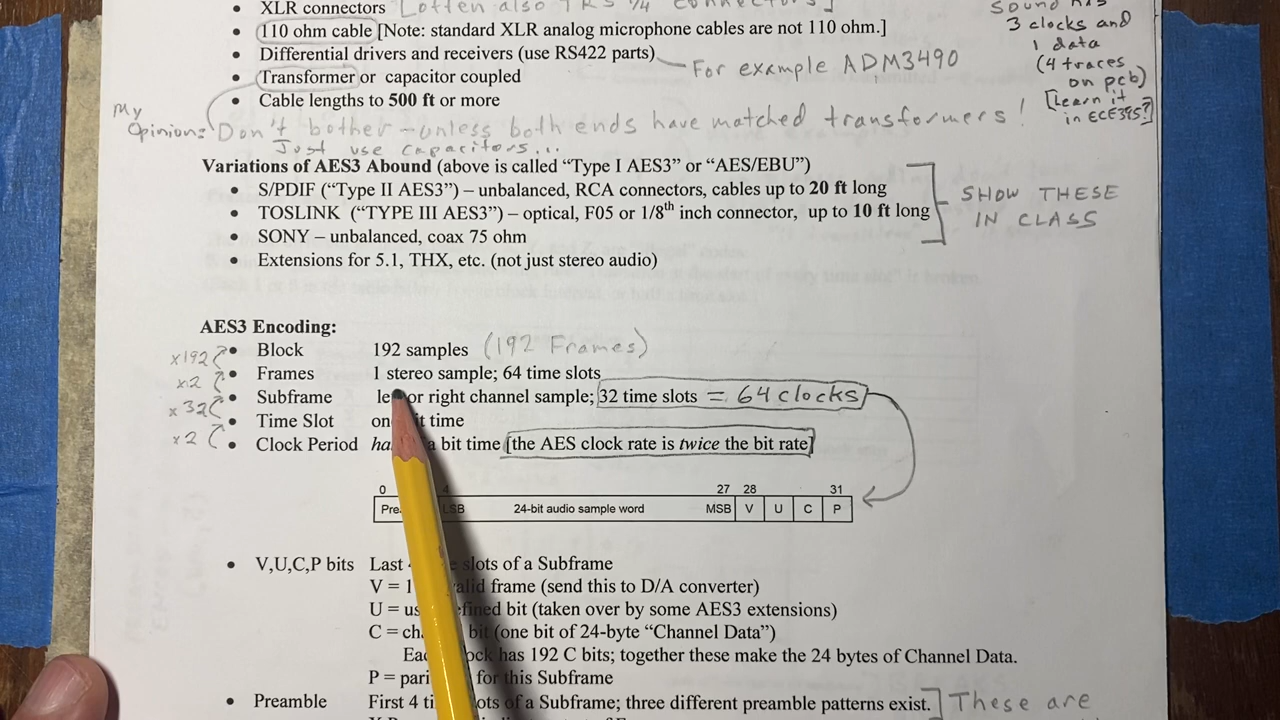 • XLR connectors [often also TRS 1/4 connectors]
• 110 ohm cable [Note: standard XLR analog microphone cables are not 110 ohm.]
• Differential drivers and receivers (use RS422 parts) For example ADM3490
• Transformer or capacitor coupled
• Cable lengths to 500 ft or more
3 clocks and
1 data
(4 traces
on pcb)
[Learn it
in ECE385?]
My
Opinion: Don't bother - unless both ends have matched transformers!
Just use capacitors...
Variations of AES3 Abound (above is called “Type I AES3” or “AES/EBU”)
• S/PDIF (“Type II AES3”) – unbalanced, RCA connectors, cables up to 20 ft long
• TOSLINK (“TYPE III AES3”) – optical, F05 or 1/8th inch connector, up to 10 ft long
• SONY – unbalanced, coax 75 ohm
• Extensions for 5.1, THX, etc. (not just stereo audio)
SHOW THESE
IN CLASS
AES3 Encoding:
x192 • Block 192 samples (192 Frames)
x2 • Frames 1 stereo sample; 64 time slots
x32 • Subframe or right channel sample; 32 time slots = 64 clocks
x2 • Time Slot time
• Clock Period a bit time [the AES clock rate is twice the bit rate]
0 27 28 31
LSB 24-bit audio sample word MSB V U C P
• V,U,C,P bits Last slots of a Subframe
V = 1 frame (send this to D/A converter)
U = bit (taken over by some AES3 extensions)
C = bit (one bit of 24-byte “Channel Data”)
has 192 C bits; together these make the 24 bytes of Channel Data.
P = for this Subframe
• Preamble First 4 of a Subframe; three different preamble patterns exist.] These are